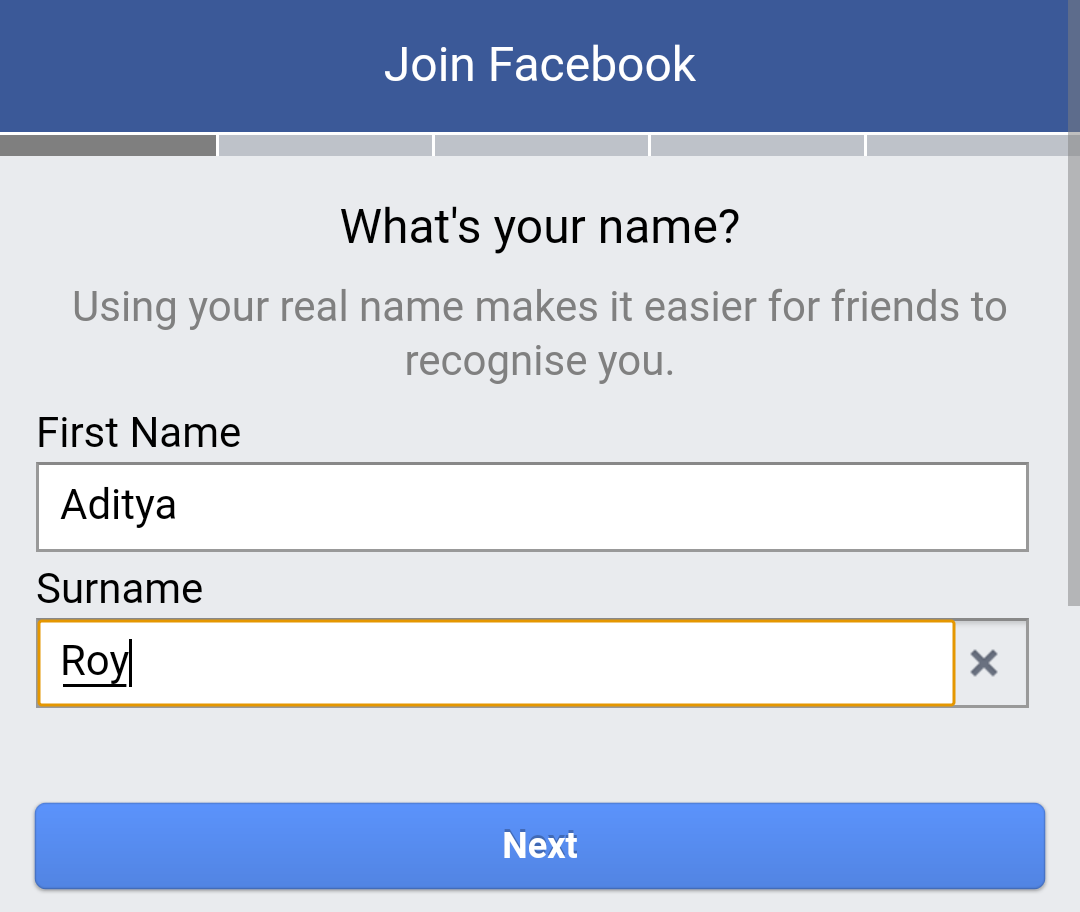 Join Facebook
What's your name?
Using your real name makes it easier for friends to
recognise you.
First Name
Aditya
Surname
Roy
Next